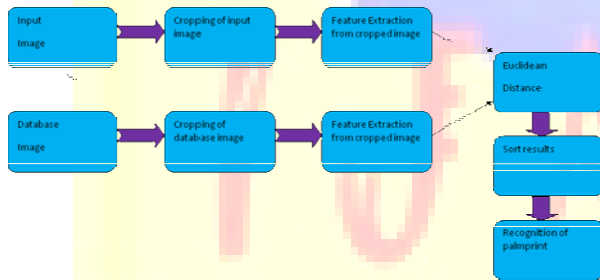 Input
Image
Cropping of input
image
Feature Extraction
from cropped image
Database
Image
Cropping of
database image
Feature Extraction
from cropped image
Euclidean
Distance
Sort results
Recognition of
palmprint